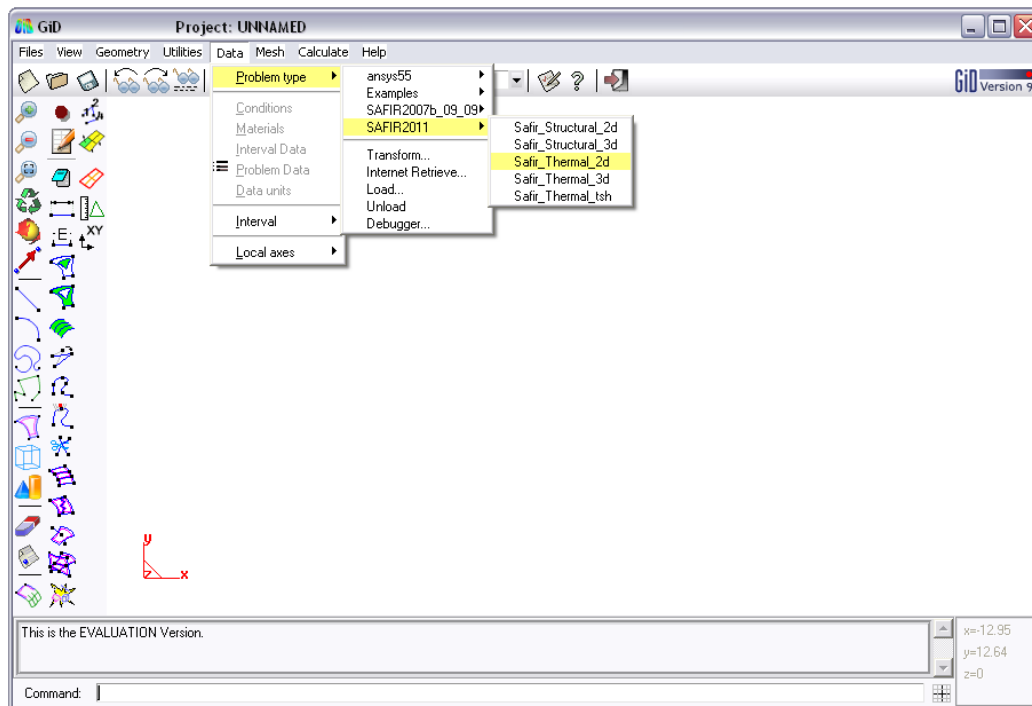 GiD Project: UNNAMED
Files View Geometry Utilities Data Mesh Calculate Help
GiD Version 9
Problem type
Conditions
Materials
Interval Data
Problem Data
Data units
Interval
Local axes
ansys55
Examples
SAFIR2007b_09_09
SAFIR2011
Transform...
Internet Retrieve...
Load...
Unload
Debugger...
Safir_Structural_2d
Safir_Structural_3d
Safir_Thermal_2d
Safir_Thermal_3d
Safir_Thermal_tsh
2
:E:
XY
y
z x
This is the EVALUATION Version.
x=-12.95
y=12.64
z=0
Command: